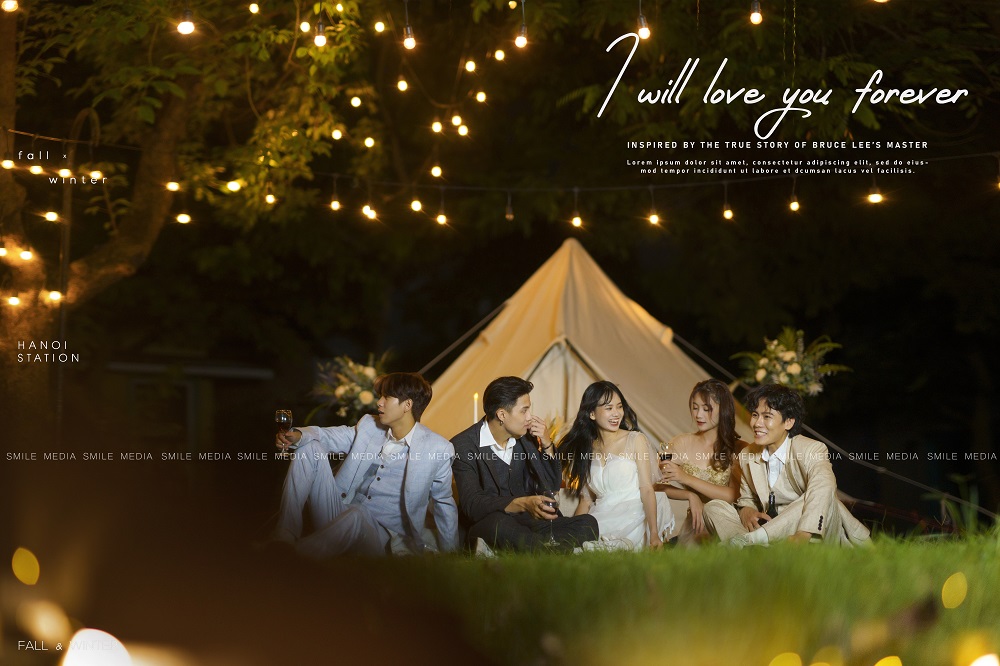 I will love you forever
INSPIRED BY THE TRUE STORY OF BRUCE LEE'S MASTER
Lorem ipsum dolor sit amet, consectetur adipiscing elit, sed do eius-
mod tempor incididunt ut labore et dcumsan lacus vel facilisis.
fall ×
winter
HANOI
STATION
SMILE MEDIA SMILE MEDIA SMILE MEDIA SMILE MEDIA SMILE MEDIA SMILE MEDIA SMILE MEDIA SMILE MEDIA SMILE MEDIA SMILE MEDIA SMILE MEDIA SMILE MEDIA SMILE MEDIA
FALL & WINTER